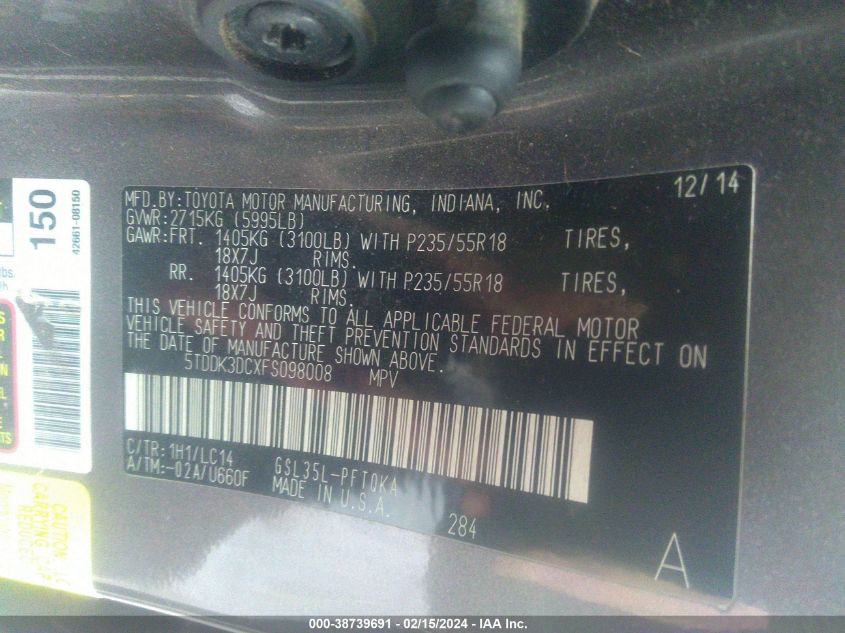 12/14
MFD.BY:TOYOTA MOTOR MANUFACTURING, INDIANA, INC.
GVWR:2715KG (5995LB)
GAWR:FRT. 1405KG (3100LB) WITH P235/55R18 TIRES,
18X7J RIMS.
RR. 1405KG (3100LB) WITH P235/55R18 TIRES,
18X7J RIMS.
THIS VEHICLE CONFORMS TO ALL APPLICABLE FEDERAL MOTOR
VEHICLE SAFETY AND THEFT PREVENTION STANDARDS IN EFFECT ON
THE DATE OF MANUFACTURE SHOWN ABOVE.
5TDDK3DCXFS098008 MPV
C/TR:1H1/LC14 GSL35L-PFTQKA
A/TM:-02A/U660F MADE IN U.S.A.
284
A
150
42661-08150
lbs.
CAUTION
CARRYING
REDUCE
000-38739691 - 02/15/2024 - IAA Inc.